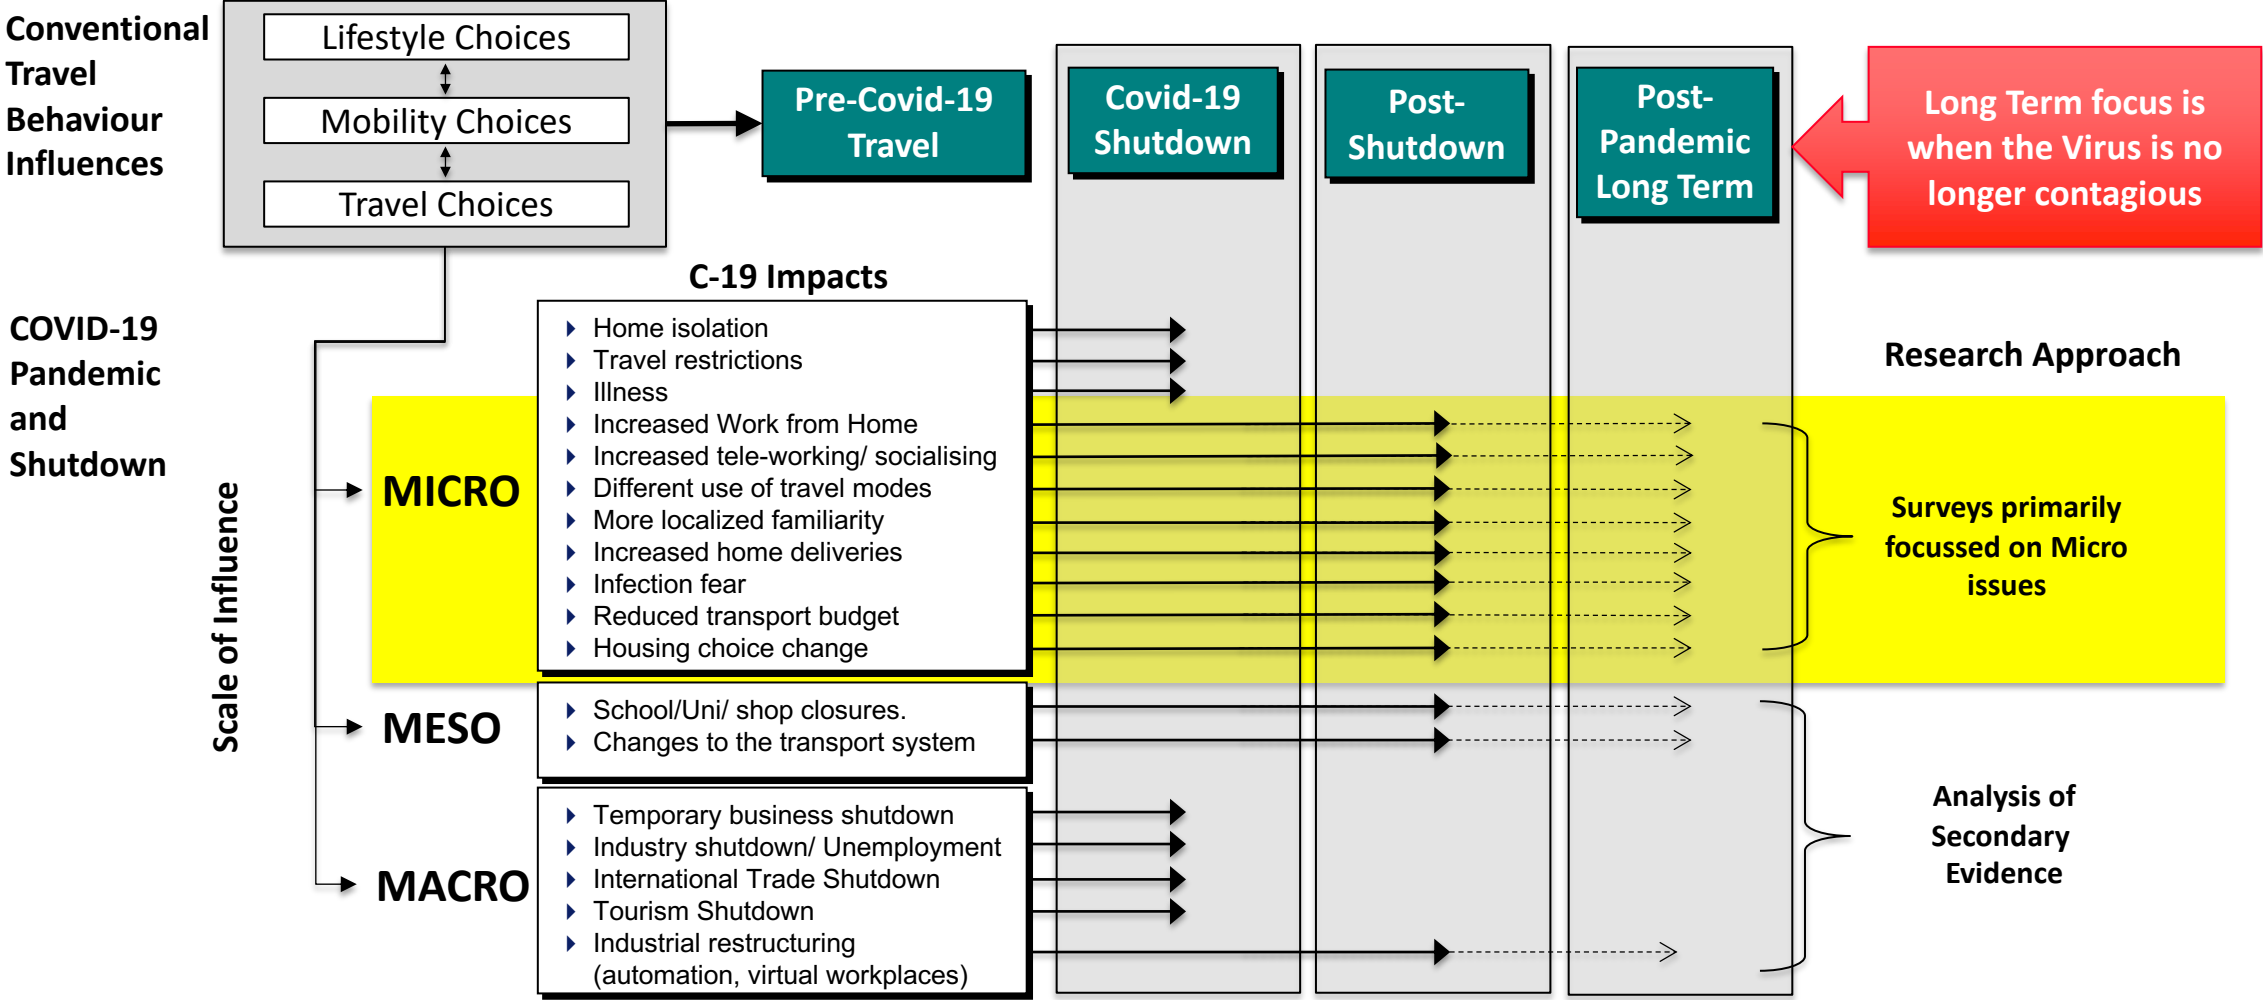 Conventional
Travel
Behaviour
Influences
Lifestyle Choices
Mobility Choices
Travel Choices
Pre-Covid-19
Travel
Covid-19
Shutdown
Post-
Shutdown
Post-
Pandemic
Long Term
Long Term focus is
when the Virus is no
longer contagious
COVID-19
Pandemic
and
Shutdown
Scale of Influence
C-19 Impacts
Research Approach
MICRO
Home isolation
Travel restrictions
Illness
Increased Work from Home
Increased tele-working/ socialising
Different use of travel modes
More localized familiarity
Increased home deliveries
Infection fear
Reduced transport budget
Housing choice change
Surveys primarily
focussed on Micro
issues
MESO
School/Uni/ shop closures.
Changes to the transport system
MACRO
Temporary business shutdown
Industry shutdown/ Unemployment
International Trade Shutdown
Tourism Shutdown
Industrial restructuring
(automation, virtual workplaces)
Analysis of
Secondary
Evidence